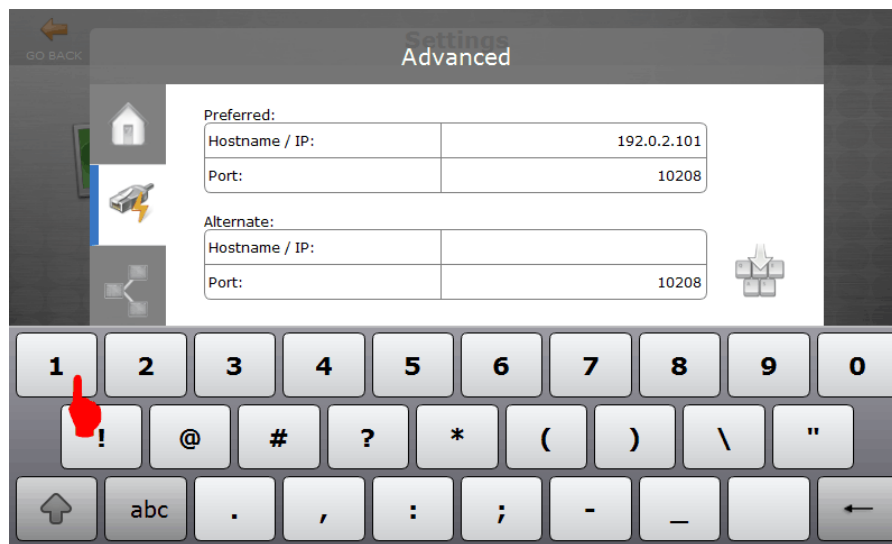 Settings
GO BACK
Advanced
Preferred:
Hostname / IP: 192.0.2.101
Port: 10208
Alternate:
Hostname / IP:
Port: 10208
1 2 3 4 5 6 7 8 9 0
! @ # ? * ( ) \ "
abc . , : ; - _